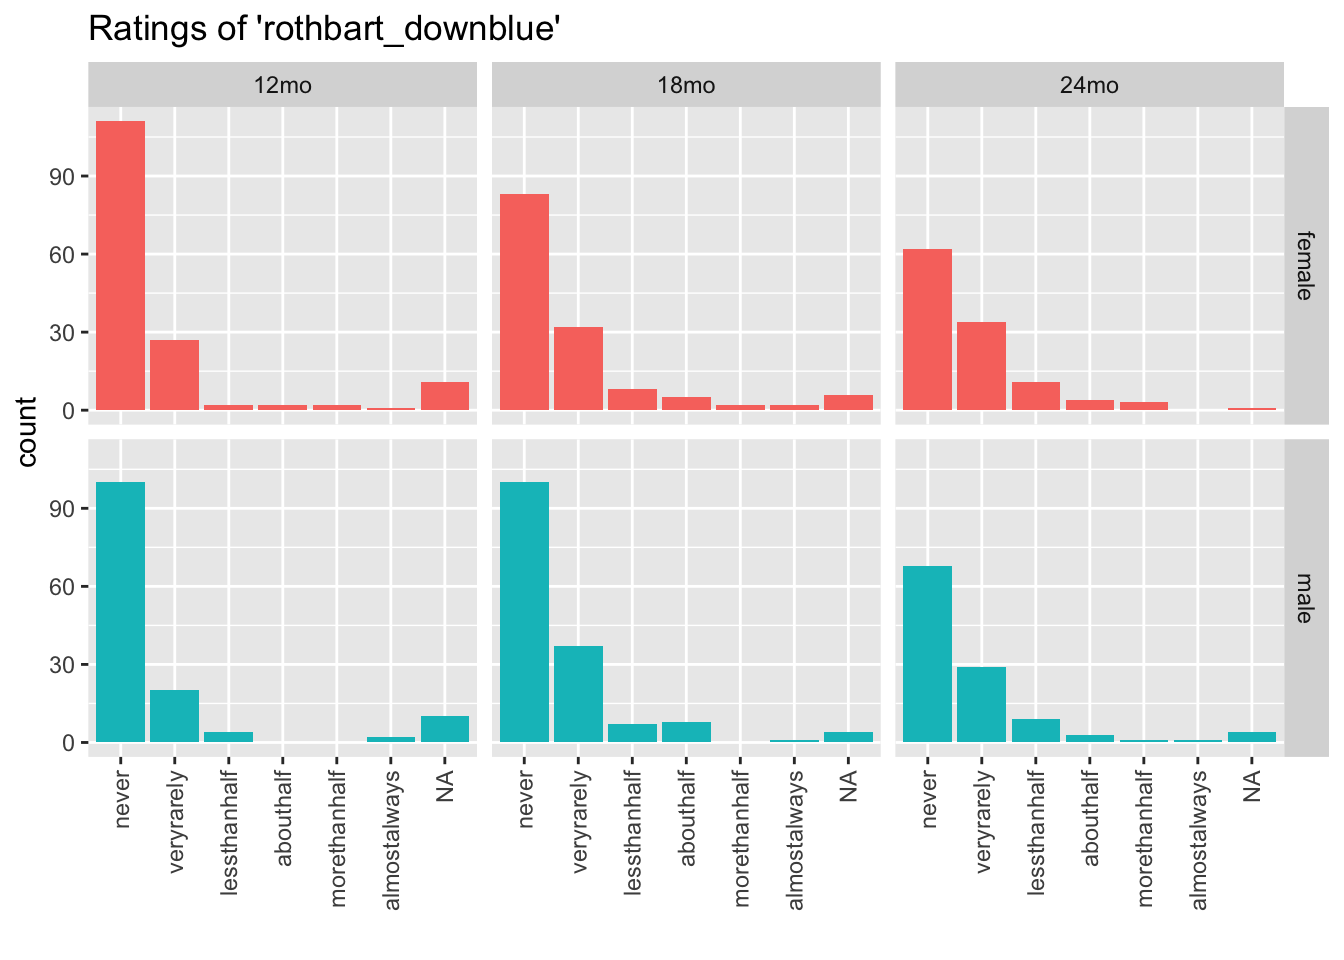 Ratings of 'rothbart_downblue'
12mo 18mo 24mo
90
60
30
0
female
count
90
60
30
0
male
never veryrarely lessthanhalf abouthalf morethanhalf almostalways NA never veryrarely lessthanhalf abouthalf morethanhalf almostalways NA never veryrarely lessthanhalf abouthalf morethanhalf almostalways NA